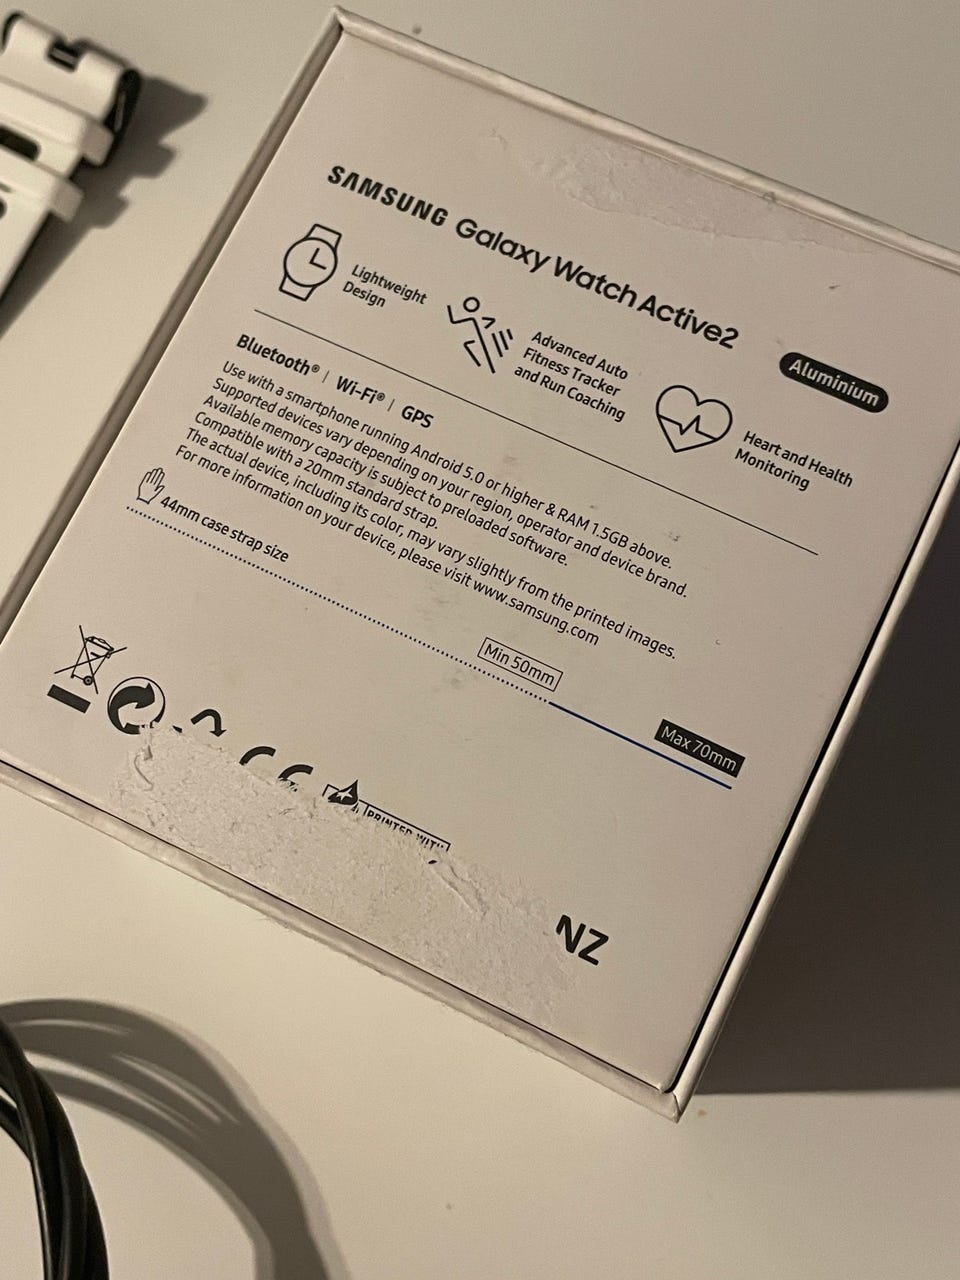 SAMSUNG Galaxy Watch Active2
Aluminium
Lightweight
Design
Advanced Auto
Fitness Tracker
and Run Coaching
Heart and Health
Monitoring
Bluetooth® | Wi-Fi® | GPS
Use with a smartphone running Android 5.0 or higher & RAM 1.5GB above.
Supported devices vary depending on your region, operator and device brand.
Available memory capacity is subject to preloaded software.
Compatible with a 20mm standard strap.
The actual device, including its color, may vary slightly from the printed images.
For more information on your device, please visit www.samsung.com
44mm case strap size
Min 50mm
Max 70mm
CE
PRINTED WITH
NZ